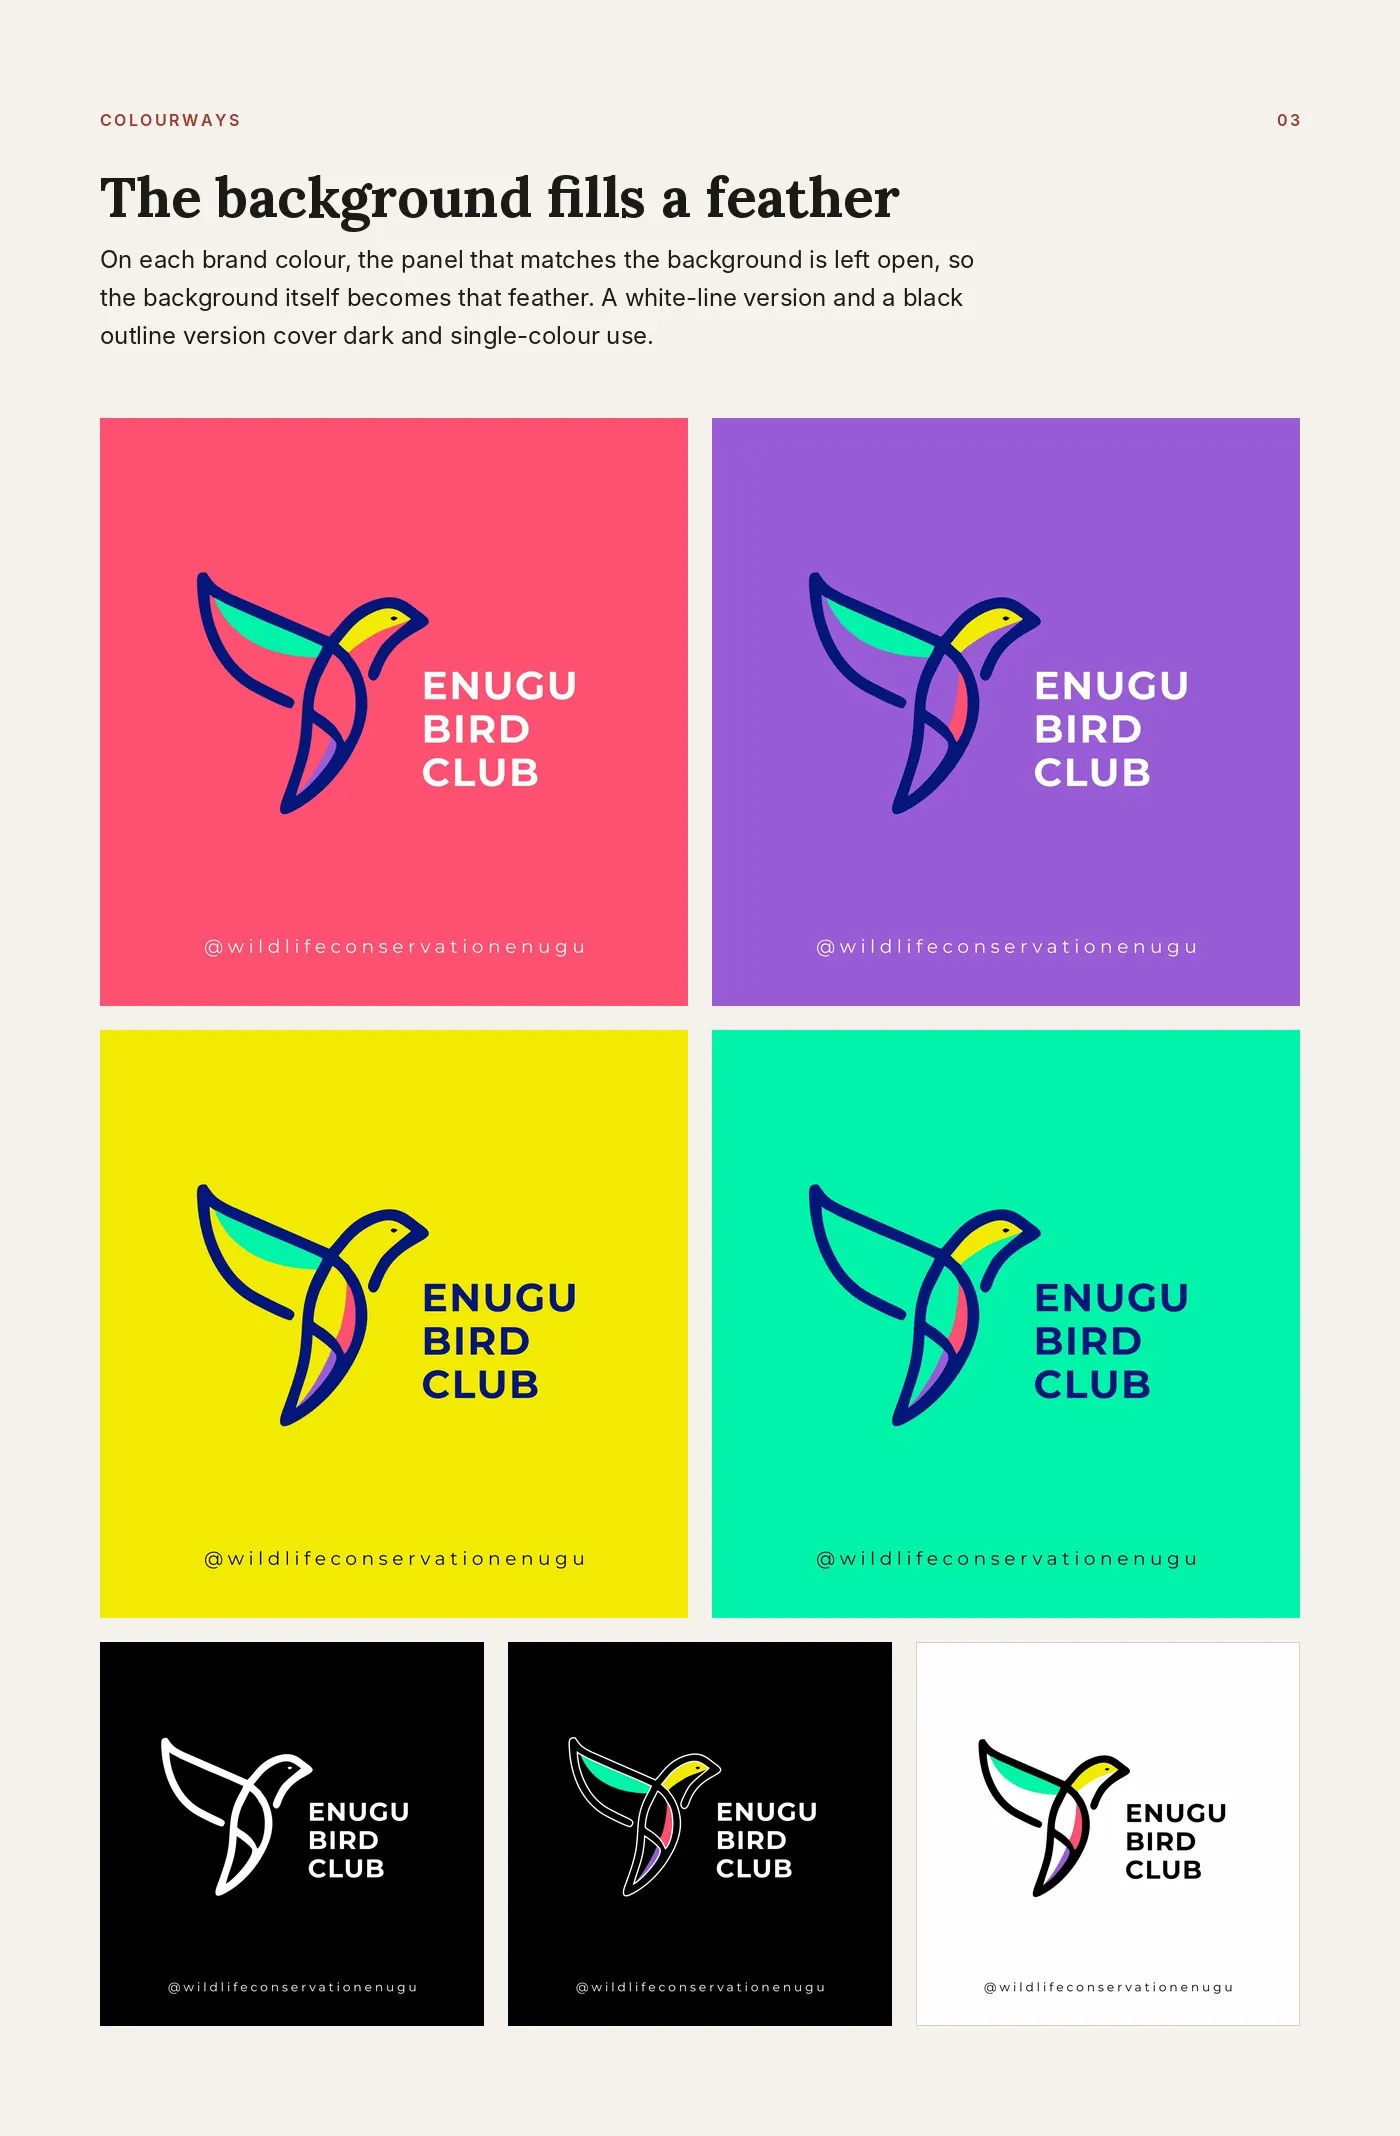 COLOURWAYS
03
The background fills a feather
On each brand colour, the panel that matches the background is left open, so
the background itself becomes that feather. A white-line version and a black
outline version cover dark and single-colour use.
ENUGU
BIRD
CLUB
@wildlifeconservationenugu
ENUGU
BIRD
CLUB
@wildlifeconservationenugu
ENUGU
BIRD
CLUB
@wildlifeconservationenugu
ENUGU
BIRD
CLUB
@wildlifeconservationenugu
ENUGU
BIRD
CLUB
@wildlifeconservationenugu
ENUGU
BIRD
CLUB
@wildlifeconservationenugu
ENUGU
BIRD
CLUB
@wildlifeconservationenugu